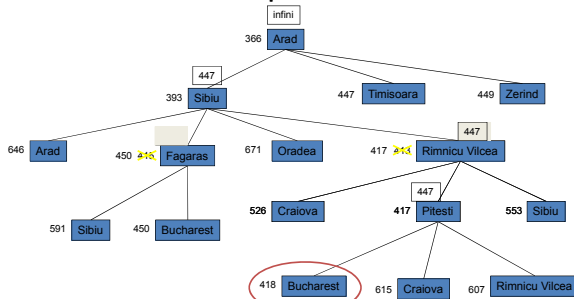 infini
366 Arad
447
393 Sibiu
447 Timisoara
449 Zerind
447
646 Arad
450 Fagaras
671 Oradea
417 413 Rimnicu Vilcea
447
526 Craiova
417 Pitesti
553 Sibiu
591 Sibiu
450 Bucharest
418 Bucharest
615 Craiova
607 Rimnicu Vilcea